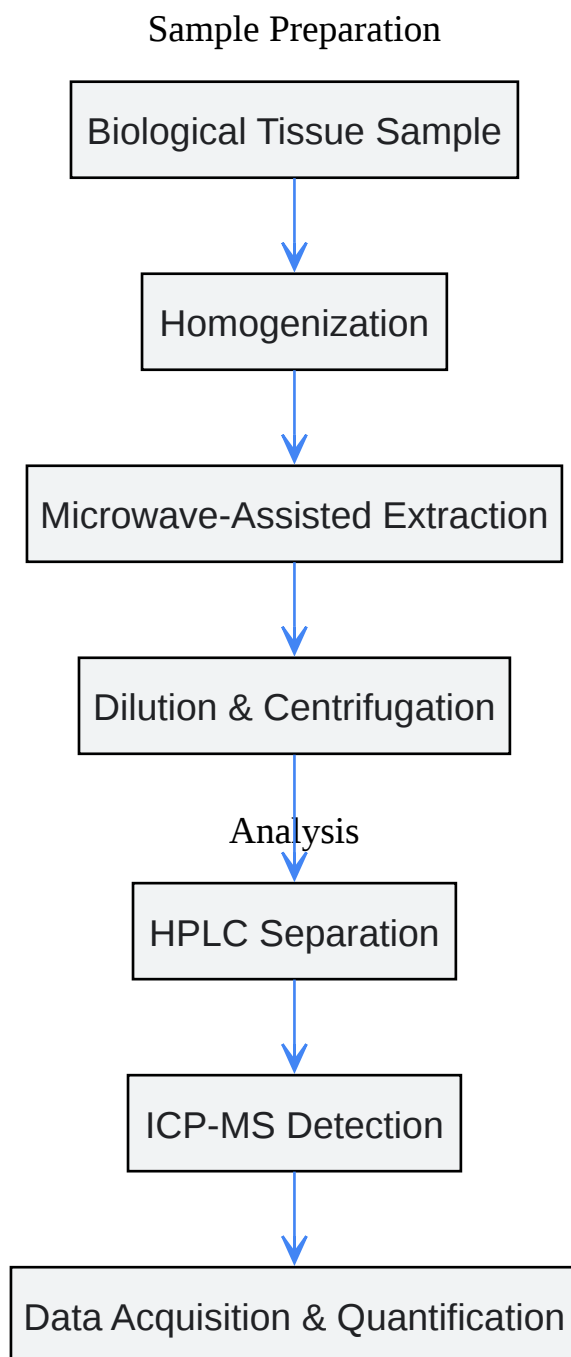 Sample Preparation
Biological Tissue Sample
Homogenization
Microwave-Assisted Extraction
Dilution & Centrifugation
Analysis
HPLC Separation
ICP-MS Detection
Data Acquisition & Quantification